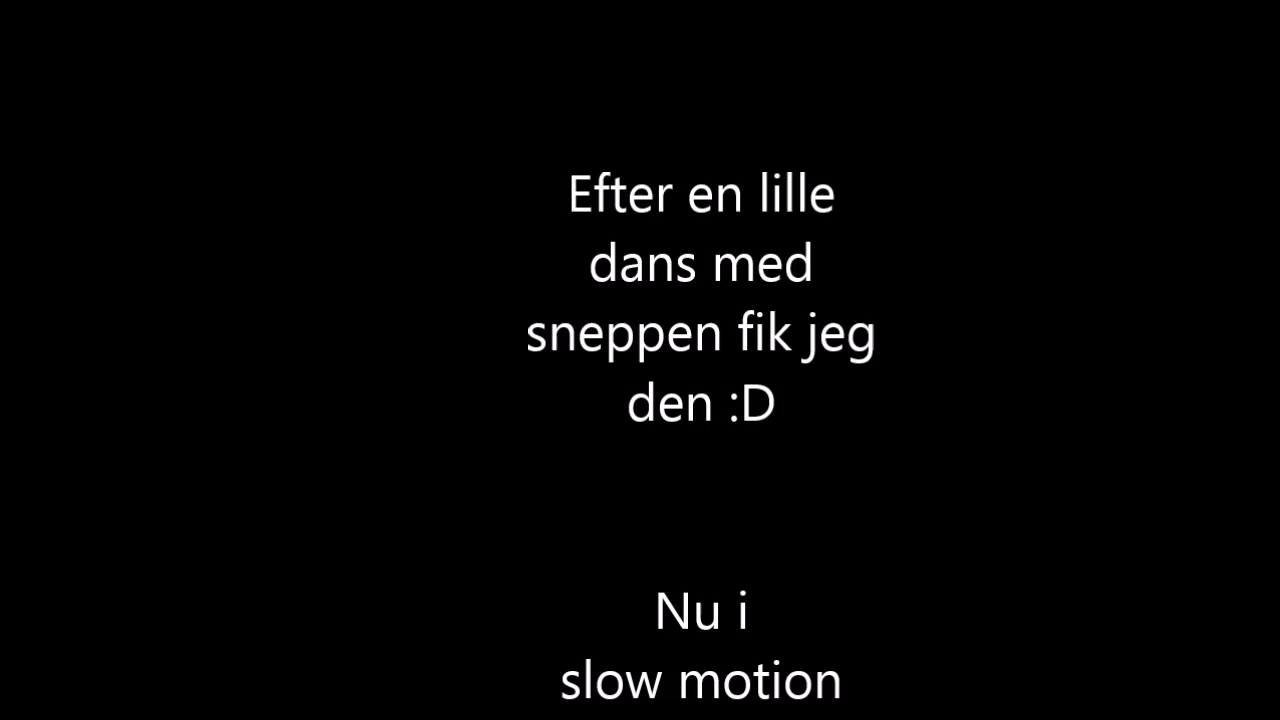 Efter en lille
dans med
sneppen fik jeg
den :D
Nu i
slow motion